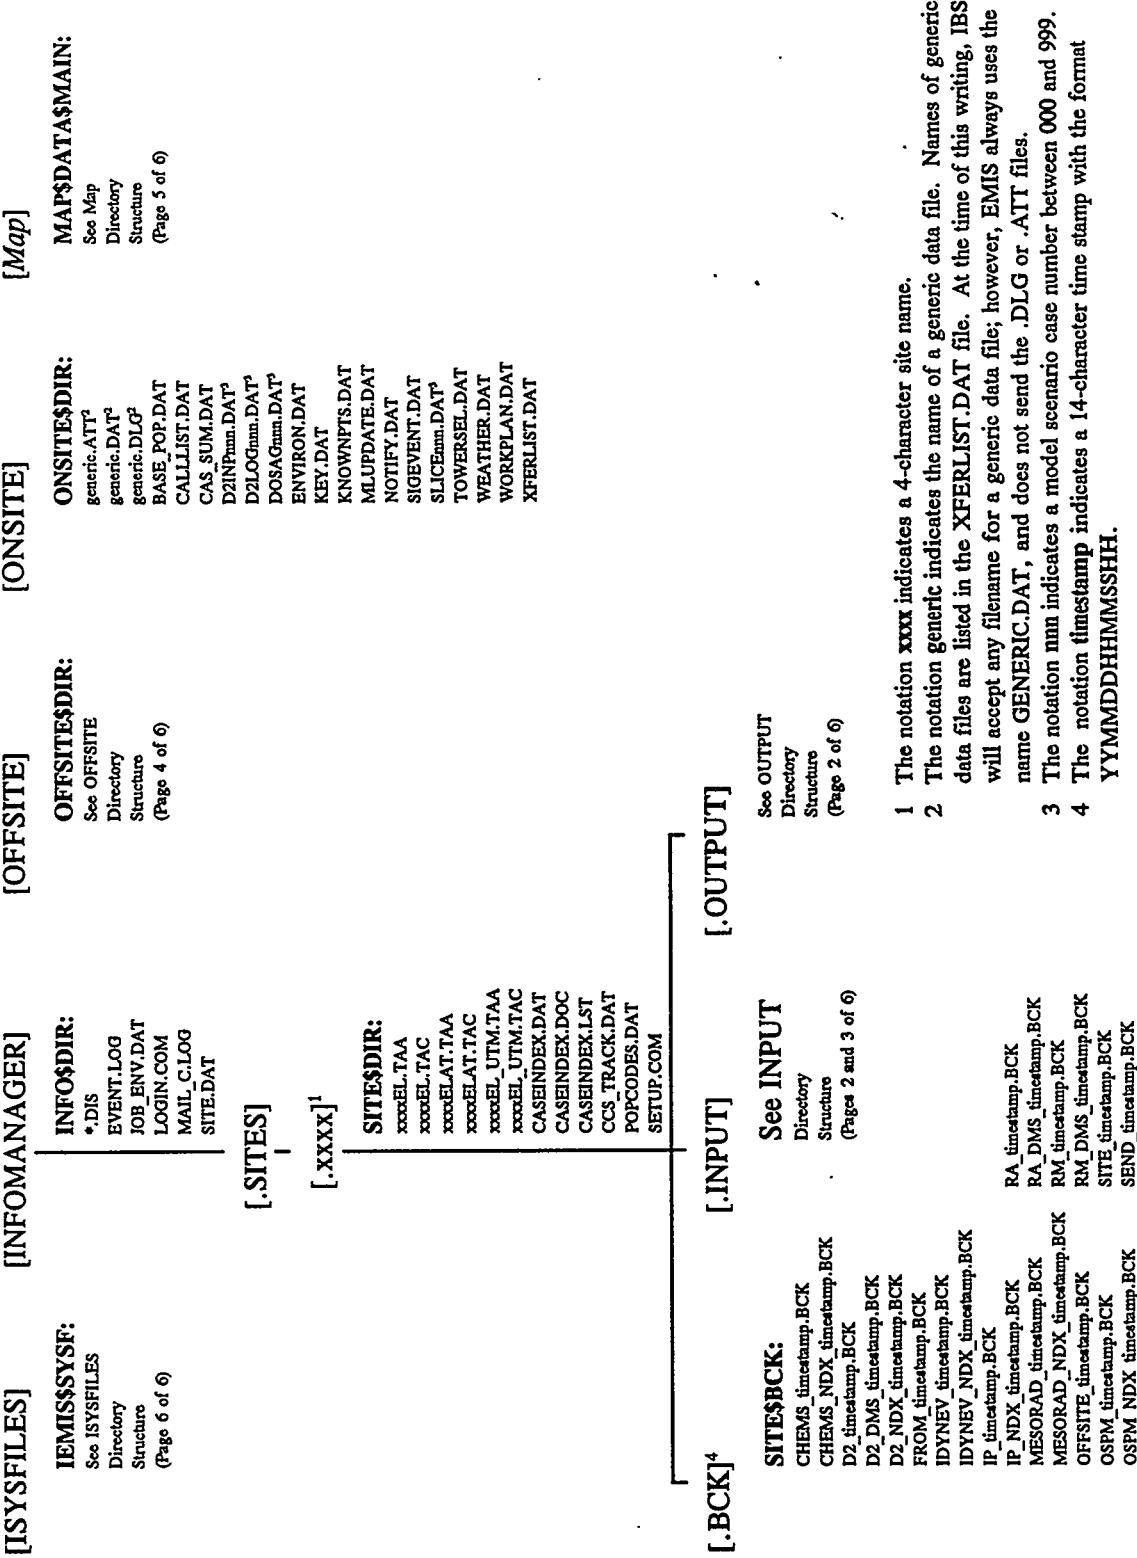 [ISYSFILES]
IEMIS$SYSF:
See ISYSFILES
Directory
Structure
(Page 6 of 6)
[INFOMANAGER]
INFO$DIR:
*.DIS
EVENT.LOG
JOB_ENV.DAT
LOGIN.COM
MAIL_C.LOG
SITE.DAT
[OFFSITE]
OFFSITE$DIR:
See OFFSITE
Directory
Structure
(Page 4 of 6)
[ONSITE]
ONSITE$DIR:
generic.ATT²
generic.DAT²
generic.DLG²
BASE_POP.DAT
CALLLIST.DAT
CAS_SUM.DAT
D2INPnnn.DAT³
D2LOGnnn.DAT³
DOSAGnnn.DAT³
ENVIRON.DAT
KEY.DAT
KNOWNPTS.DAT
MLUPDATE.DAT
NOTIFY.DAT
SIGEVENT.DAT
SLICEnnn.DAT³
TOWERSEL.DAT
WEATHER.DAT
WORKPLAN.DAT
XFERLIST.DAT
[Map]
MAP$DATA$MAIN:
See Map
Directory
Structure
(Page 5 of 6)
[.SITES]
[.XXXX]¹
SITE$DIR:
xxxxEL.TAA
xxxxEL.TAC
xxxxELAT.TAA
xxxxELAT.TAC
xxxxEL_UTM.TAA
xxxxEL_UTM.TAC
CASEINDEX.DAT
CASEINDEX.DOC
CASEINDEX.LST
CCS_TRACK.DAT
POPCODES.DAT
SETUP.COM
[.BCK]⁴
SITE$BCK:
CHEMS_timestamp.BCK
CHEMS_NDX_timestamp.BCK
D2_timestamp.BCK
D2_DMS_timestamp.BCK
D2_NDX_timestamp.BCK
FROM_timestamp.BCK
IDYNEV_timestamp.BCK
IDYNEV_NDX_timestamp.BCK
IP_timestamp.BCK
IP_NDX_timestamp.BCK
MESORAD_timestamp.BCK
MESORAD_NDX_timestamp.BCK
OFFSITE_timestamp.BCK
OSPM_timestamp.BCK
OSPM_NDX_timestamp.BCK
RA_timestamp.BCK
RA_DMS_timestamp.BCK
RM_timestamp.BCK
RM_DMS_timestamp.BCK
SITE_timestamp.BCK
SEND_timestamp.BCK
[.INPUT]
See INPUT
Directory
Structure
(Pages 2 and 3 of 6)
[.OUTPUT]
See OUTPUT
Directory
Structure
(Page 2 of 6)
1 The notation xxxx indicates a 4-character site name.
2 The notation generic indicates the name of a generic data file. Names of generic
data files are listed in the XFERLIST.DAT file. At the time of this writing, IBS
will accept any filename for a generic data file; however, EMIS always uses the
name GENERIC.DAT, and does not send the .DLG or .ATT files.
3 The notation nnn indicates a model scenario case number between 000 and 999.
4 The notation timestamp indicates a 14-character time stamp with the format
YYMMDDHHMMSSHH.